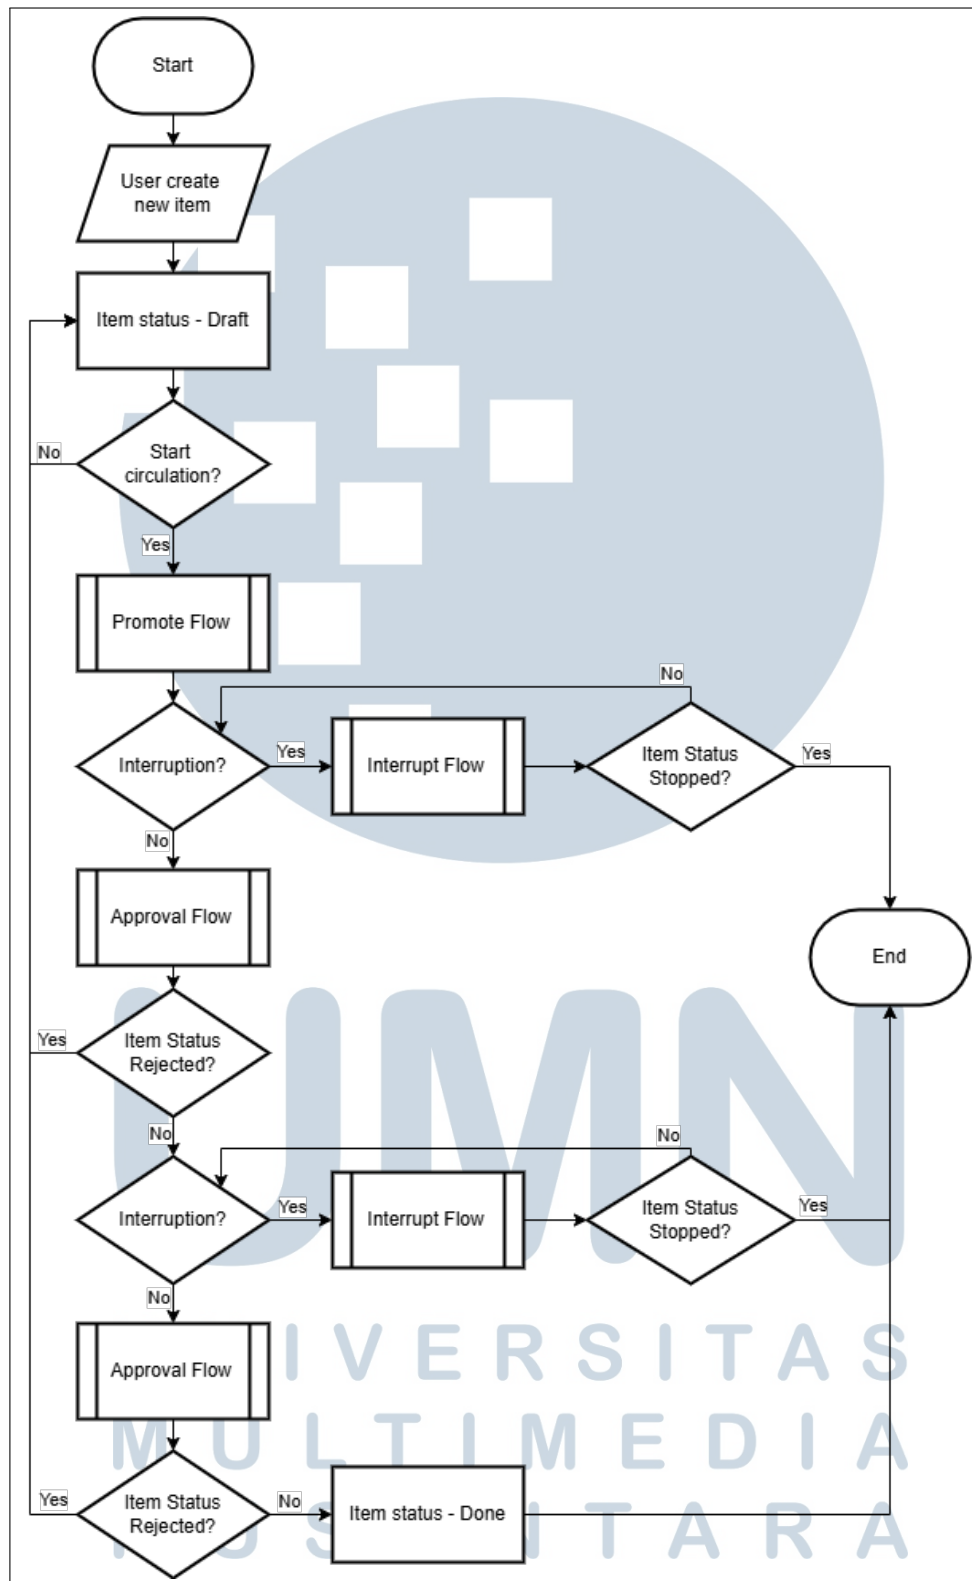 Start
User create
new item
Item status - Draft
No
Start
circulation?
Yes
Promote Flow
No
Interruption?
Yes
Interrupt Flow
Item Status
Stopped?
Yes
No
Approval Flow
End
Yes
Item Status
Rejected?
No
No
Interruption?
Yes
Interrupt Flow
Item Status
Stopped?
Yes
No
Approval Flow
Yes
Item Status
Rejected?
No
Item status - Done
UMN
IVERSITAS
MULTIMEDIA
NUSANTARA